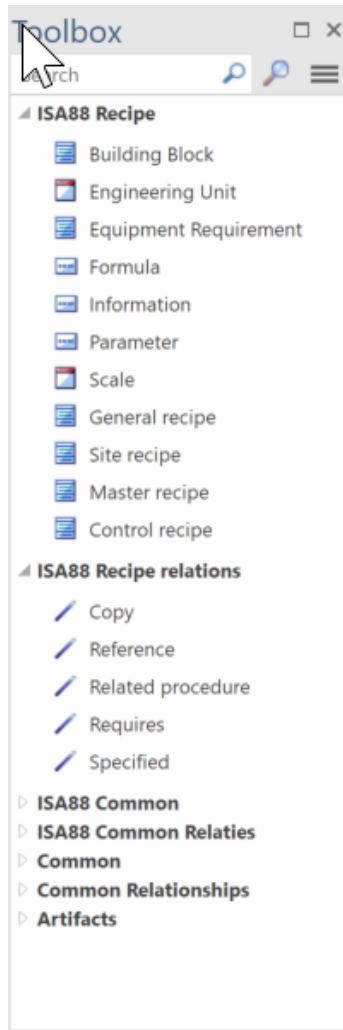 Toolbox
Search
ISA88 Recipe
Building Block
Engineering Unit
Equipment Requirement
Formula
Information
Parameter
Scale
General recipe
Site recipe
Master recipe
Control recipe
ISA88 Recipe relations
Copy
Reference
Related procedure
Requires
Specified
ISA88 Common
ISA88 Common Relaties
Common
Common Relationships
Artifacts